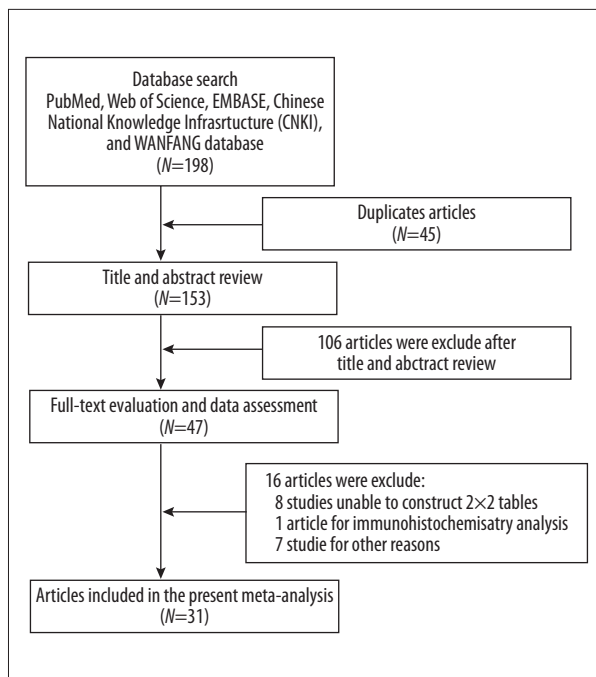 Database search
PubMed, Web of Science, EMBASE, Chinese
National Knowledge Infrasrtucture (CNKI),
and WANFANG database
(N=198)
Duplicates articles
(N=45)
Title and abstract review
(N=153)
106 articles were exclude after
title and abctract review
Full-text evaluation and data assessment
(N=47)
16 articles were exclude:
8 studies unable to construct 2×2 tables
1 article for immunohistochemisatry analysis
7 studie for other reasons
Articles included in the present meta-analysis
(N=31)